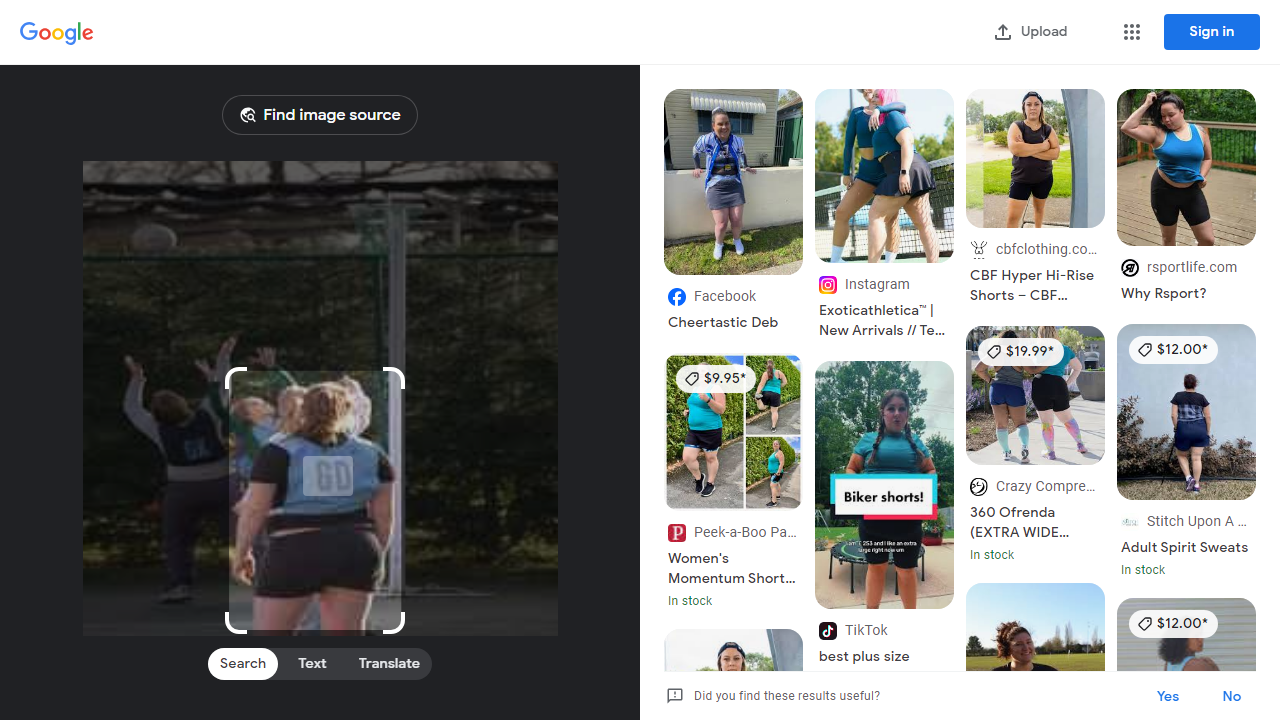 Google
Upload
Sign in
Find image source
GD
Search
Text
Translate
Facebook
Cheertastic Deb
$9.95*
Peek-a-Boo Pa...
Women's
Momentum Short...
In stock
Instagram
Exoticathletica™ |
New Arrivals // Te...
Biker shorts!
TikTok
best plus size
cbfclothing.co...
CBF Hyper Hi-Rise
Shorts – CBF...
$19.99*
Crazy Compre...
360 Ofrenda
(EXTRA WIDE...
In stock
rsportlife.com
Why Rsport?
$12.00*
Stitch Upon A ...
Adult Spirit Sweats
In stock
$12.00*
Did you find these results useful?
Yes
No